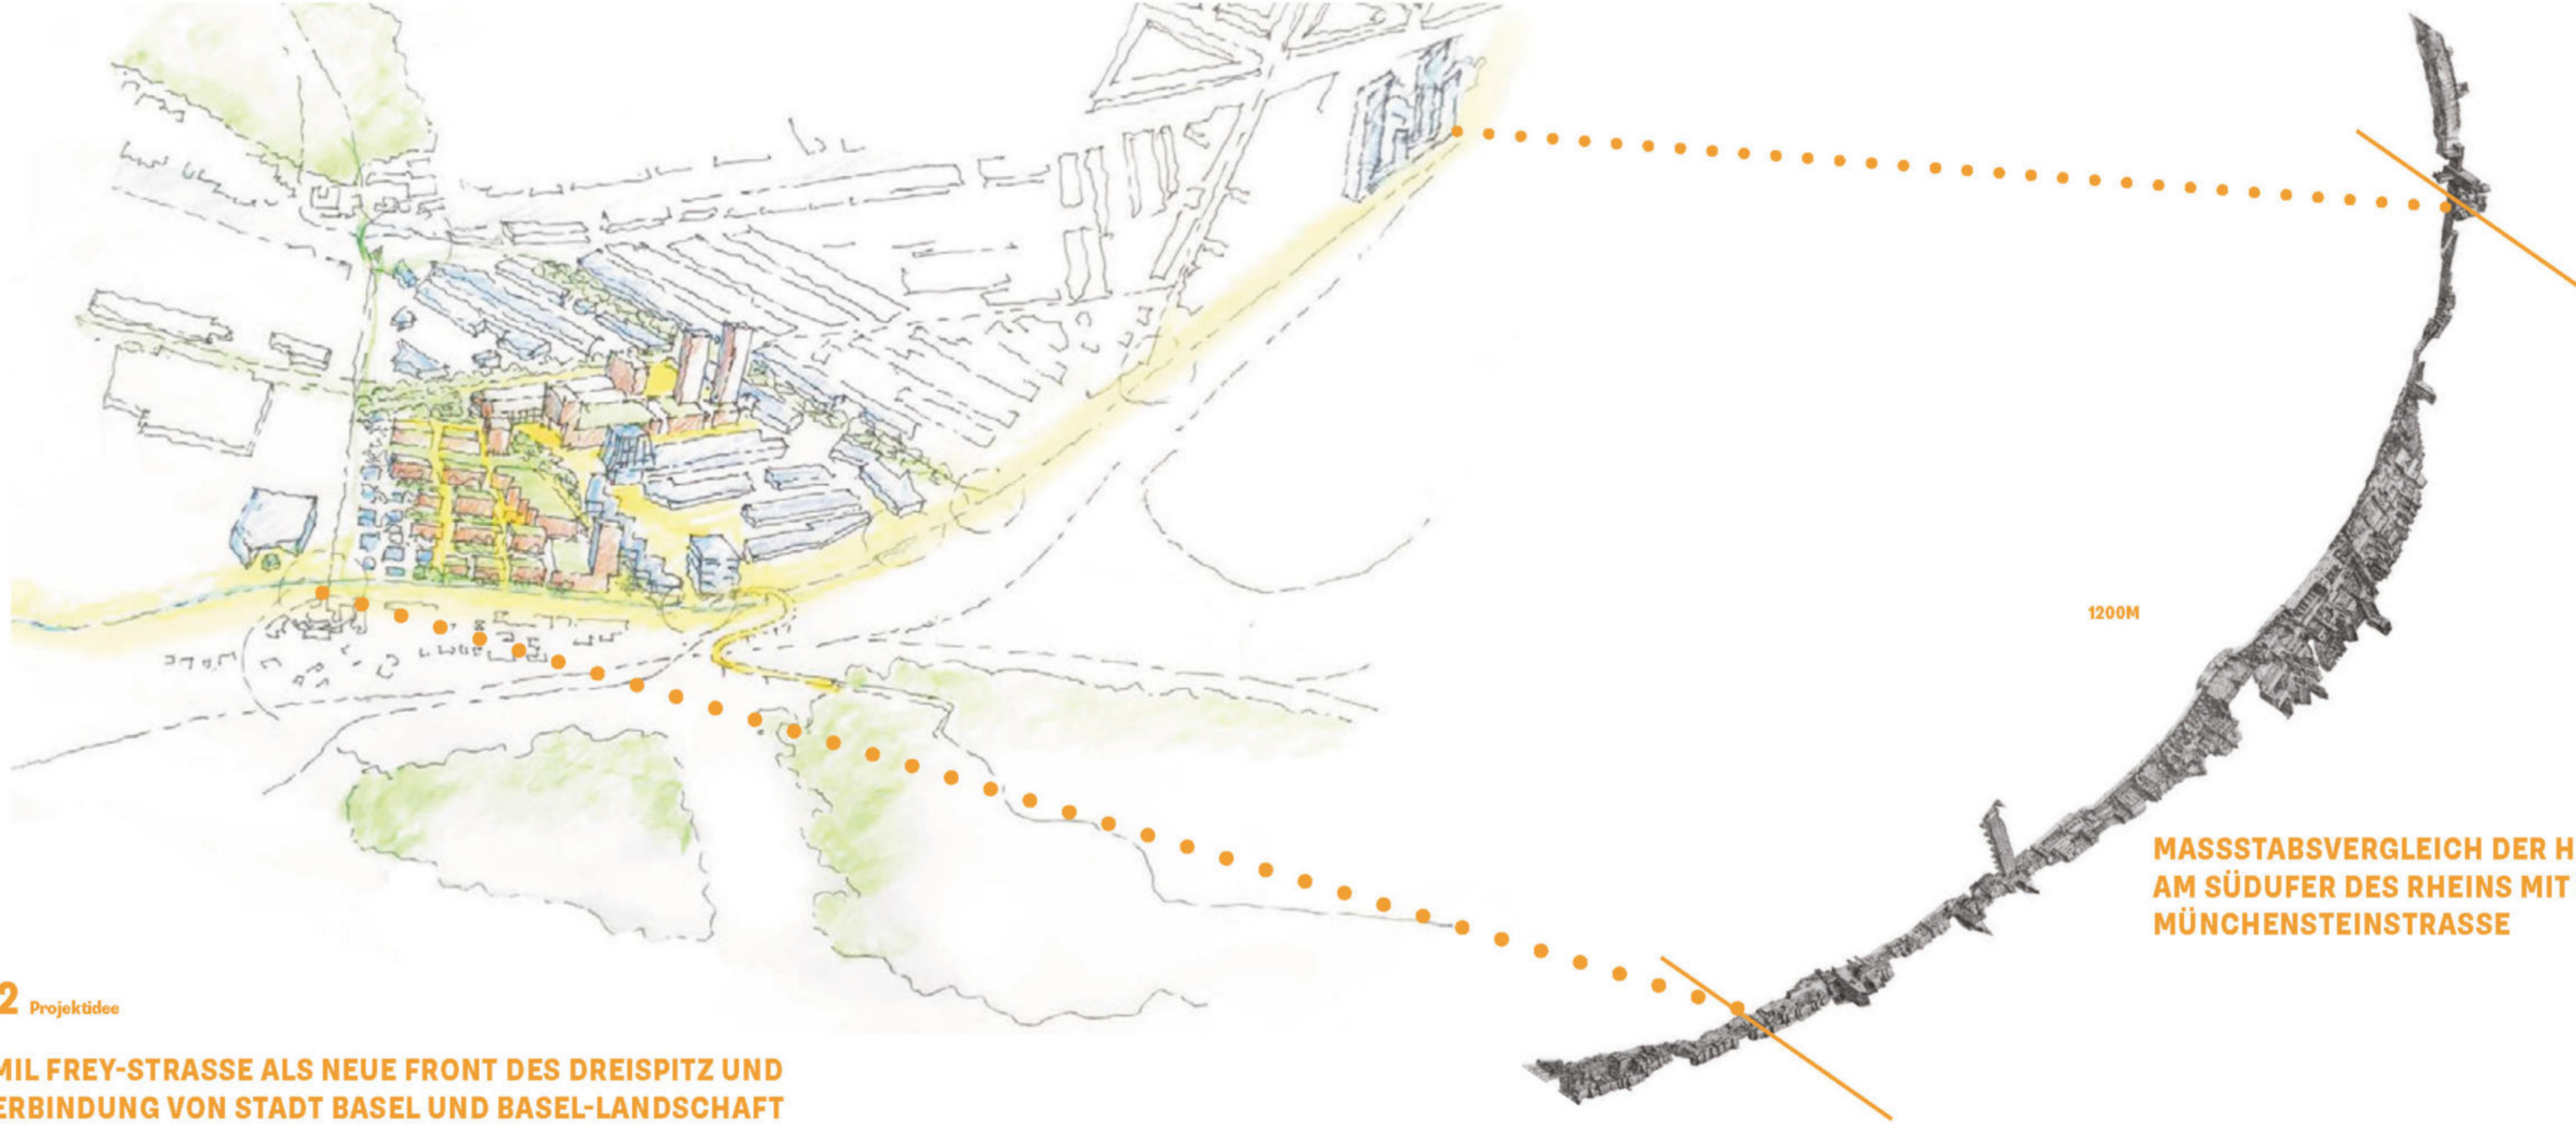 1200M
MASSSTABSVERGLEICH DER H
AM SÜDUFER DES RHEINS MIT
MÜNCHENSTEINSTRASSE
2 Projektidee
MIL FREY-STRASSE ALS NEUE FRONT DES DREISPITZ UND
ERBINDUNG VON STADT BASEL UND BASEL-LANDSCHAFT